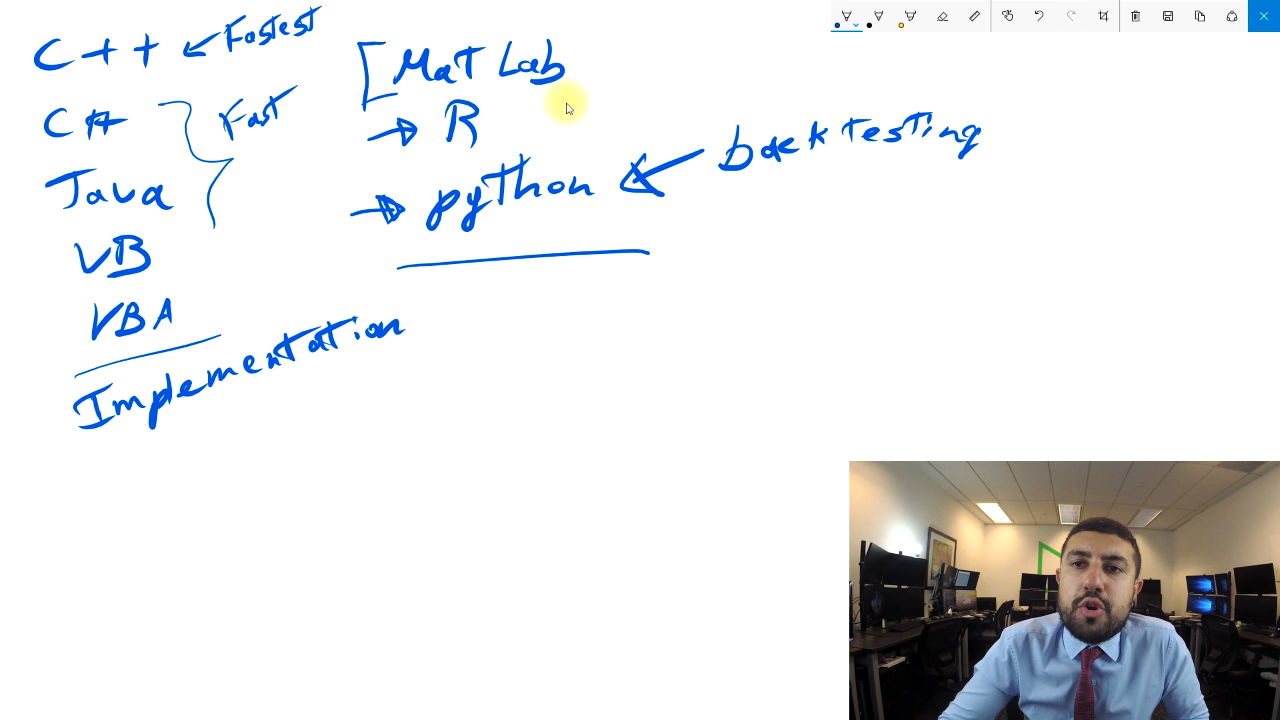 C++ ← Fastest
C#
Java
Fast
VB
VBA
Implementation
[MatLab
→ R
→ python ← backtesting